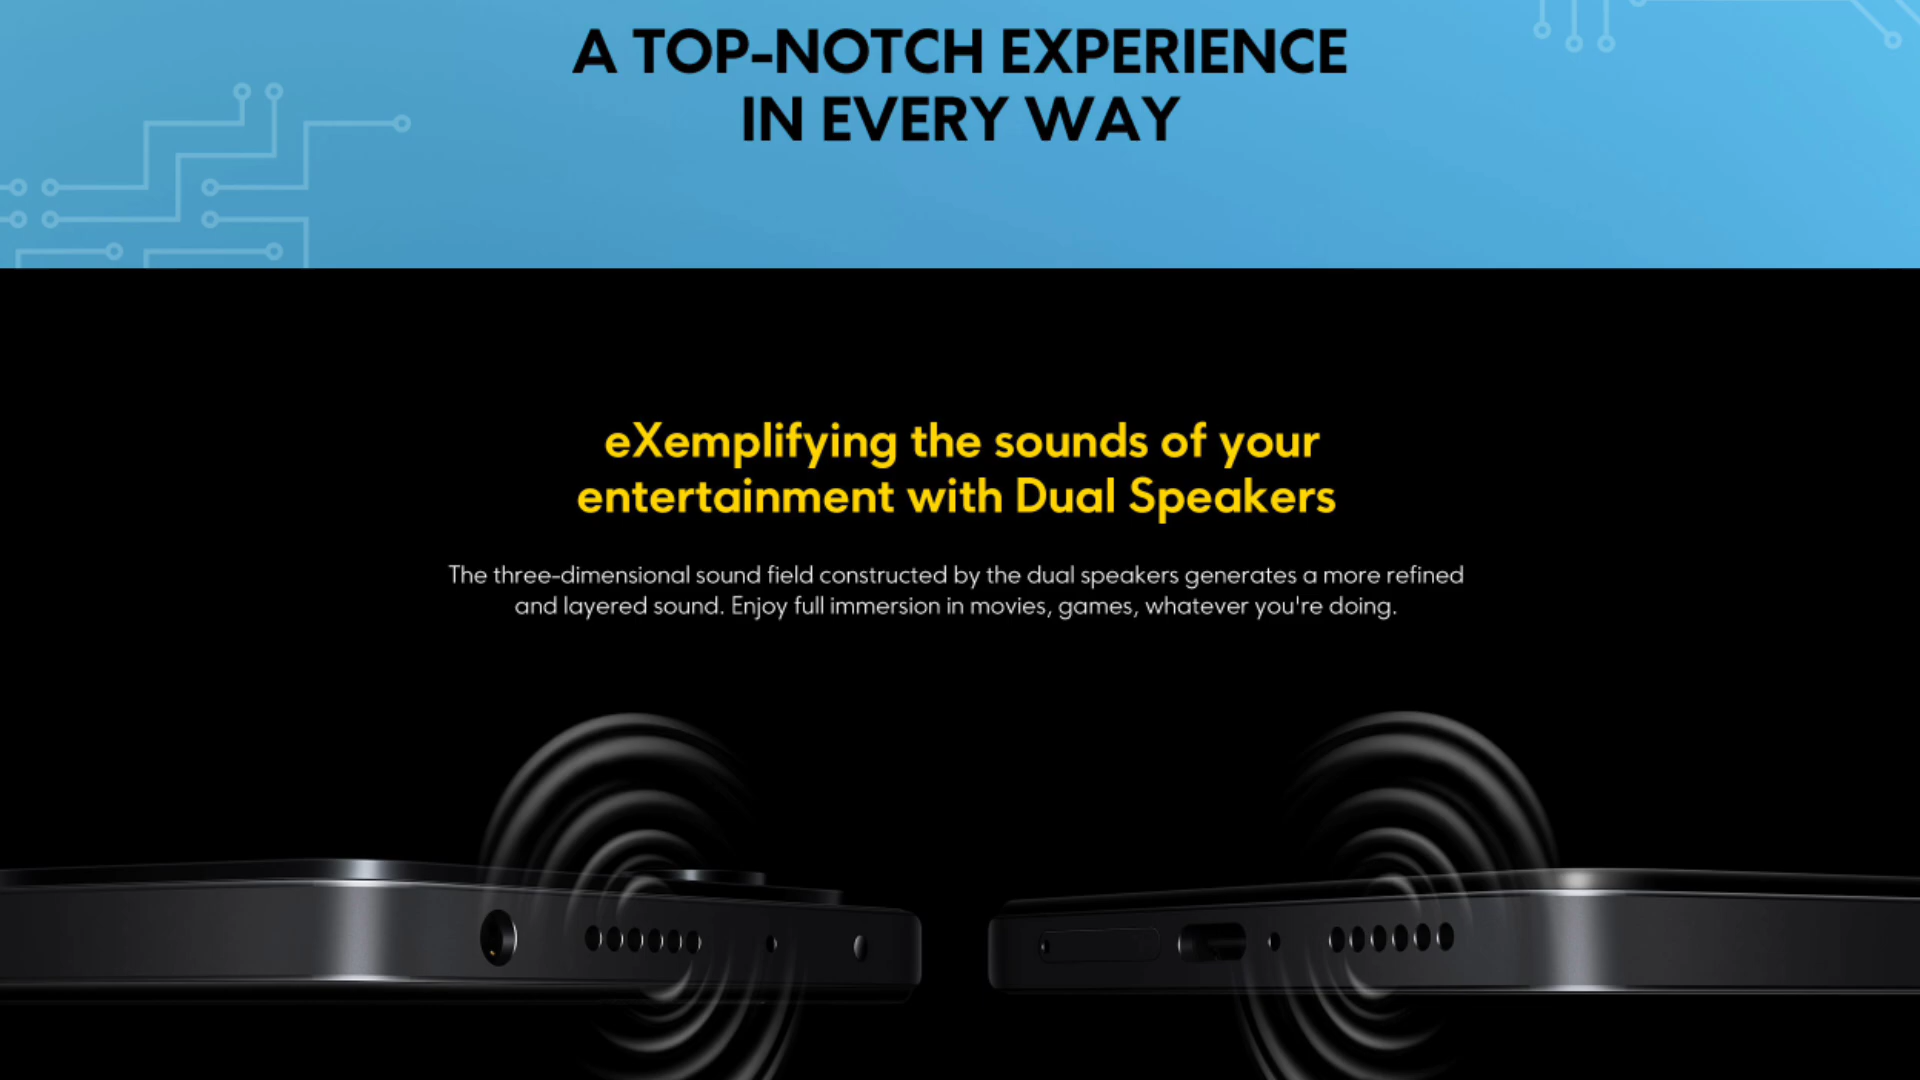 A TOP-NOTCH EXPERIENCE
IN EVERY WAY
eXemplifying the sounds of your
entertainment with Dual Speakers
The three-dimensional sound field constructed by the dual speakers generates a more refined
and layered sound. Enjoy full immersion in movies, games, whatever you're doing.